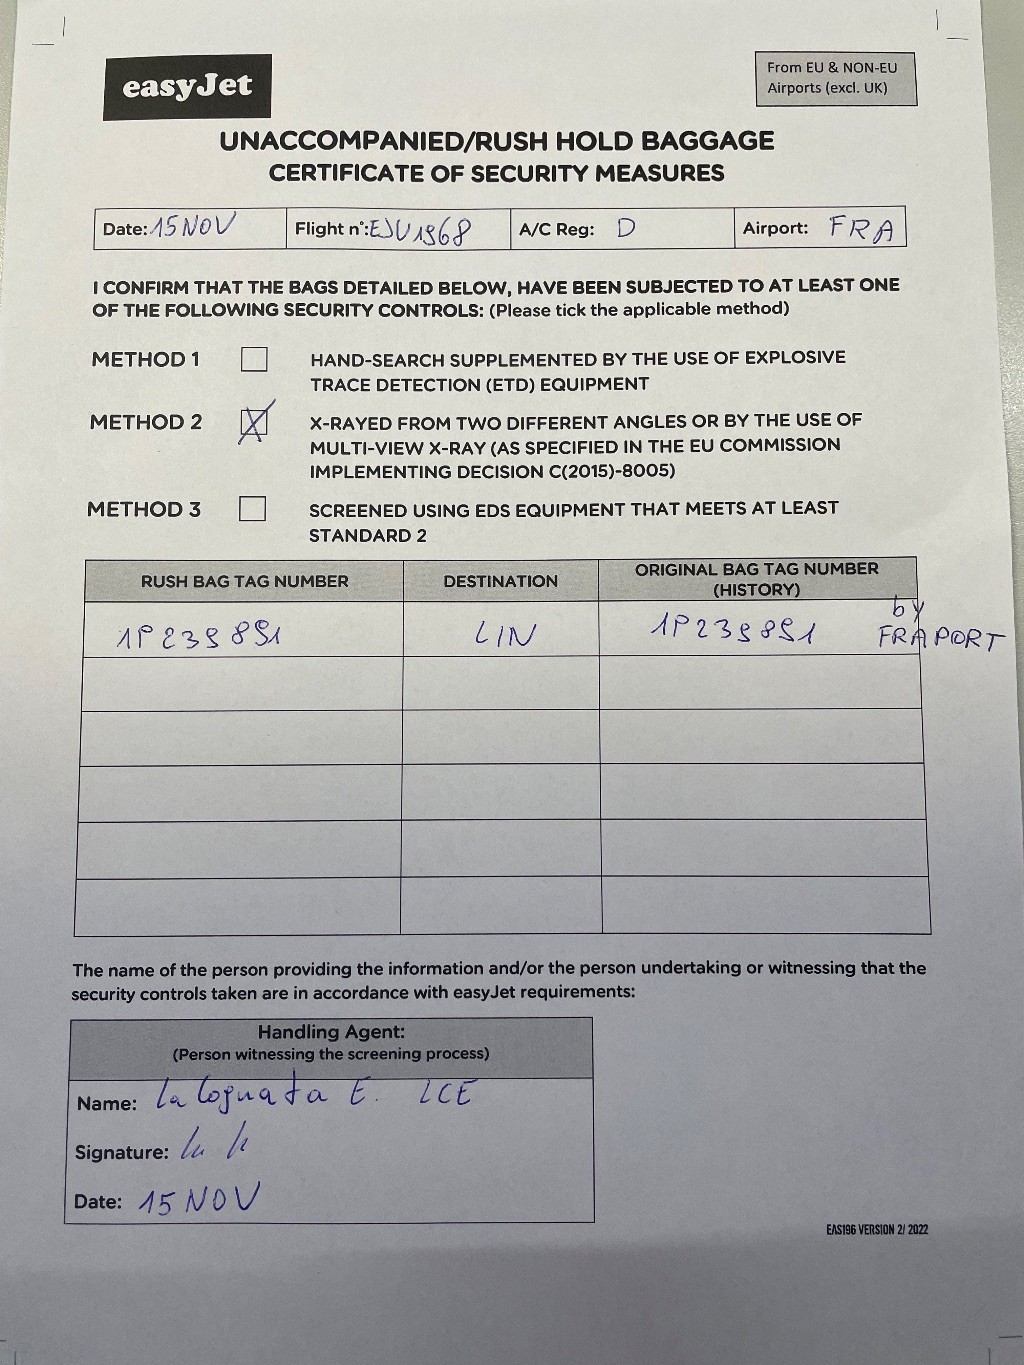 easyJet
From EU & NON-EU
Airports (excl. UK)
UNACCOMPANIED/RUSH HOLD BAGGAGE
CERTIFICATE OF SECURITY MEASURES
Date: 15 NOV Flight n°: EJU1968 A/C Reg: D Airport: FRA
I CONFIRM THAT THE BAGS DETAILED BELOW, HAVE BEEN SUBJECTED TO AT LEAST ONE
OF THE FOLLOWING SECURITY CONTROLS: (Please tick the applicable method)
METHOD 1 HAND-SEARCH SUPPLEMENTED BY THE USE OF EXPLOSIVE
TRACE DETECTION (ETD) EQUIPMENT
METHOD 2 X X-RAYED FROM TWO DIFFERENT ANGLES OR BY THE USE OF
MULTI-VIEW X-RAY (AS SPECIFIED IN THE EU COMMISSION
IMPLEMENTING DECISION C(2015)-8005)
METHOD 3 SCREENED USING EDS EQUIPMENT THAT MEETS AT LEAST
STANDARD 2
RUSH BAG TAG NUMBER DESTINATION ORIGINAL BAG TAG NUMBER
(HISTORY)
1P239891 LIN 1P239891 by
FRAPORT
The name of the person providing the information and/or the person undertaking or witnessing that the
security controls taken are in accordance with easyJet requirements:
Handling Agent:
(Person witnessing the screening process)
Name: La Cognata E. LCE
Signature:
Date: 15 NOV
EAS196 VERSION 2/ 2022